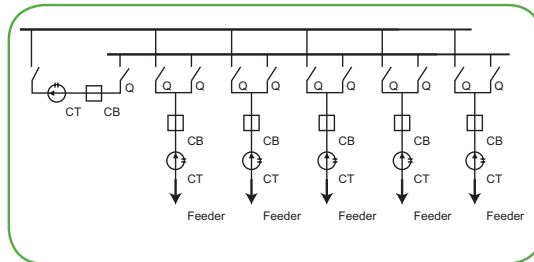 Q Q Q Q Q Q Q Q Q Q Q
CT CB
CB CB CB CB CB
CT CT CT CT CT
Feeder Feeder Feeder Feeder Feeder